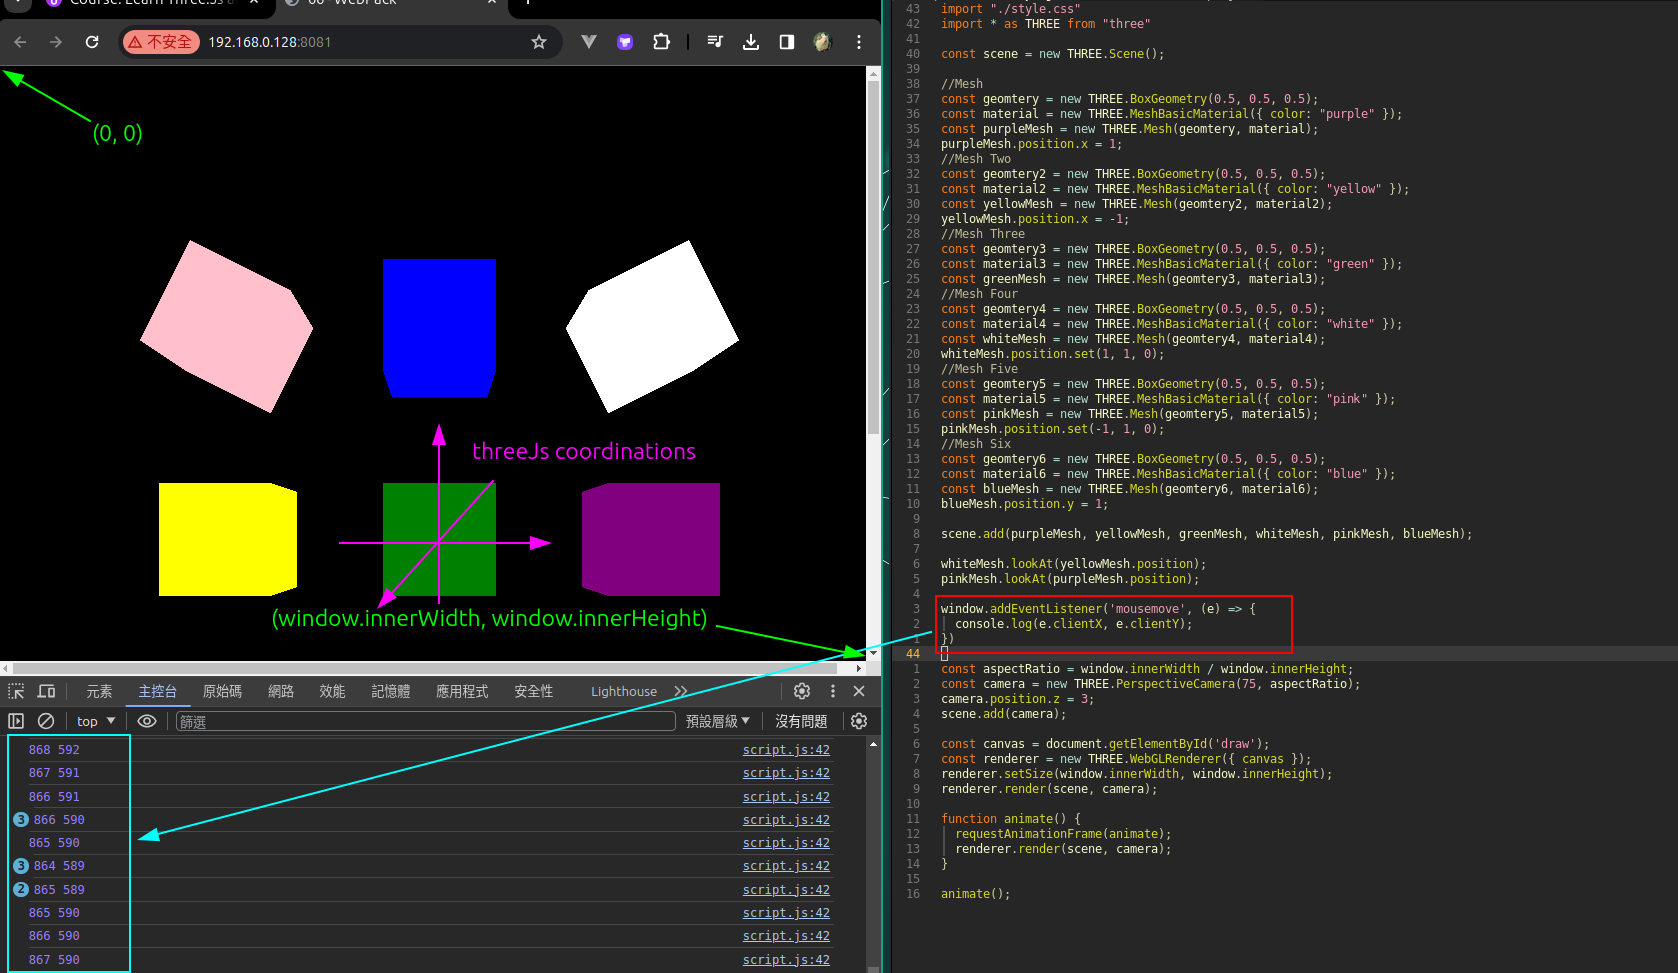 Course: Learn Three.Js
06 - WebPack
不安全
192.168.0.128:8081
(0, 0)
threeJs coordinations
(window.innerWidth, window.innerHeight)
元素
主控台
原始碼
網路
效能
記憶體
應用程式
安全性
Lighthouse
top
篩選
預設層級
沒有問題
868 592 script.js:42
867 591 script.js:42
866 591 script.js:42
3 866 590 script.js:42
865 590 script.js:42
3 864 589 script.js:42
2 865 589 script.js:42
865 590 script.js:42
866 590 script.js:42
867 590 script.js:42
43 import "./style.css"
42 import * as THREE from "three"
41
40 const scene = new THREE.Scene();
39
38 //Mesh
37 const geomtery = new THREE.BoxGeometry(0.5, 0.5, 0.5);
36 const material = new THREE.MeshBasicMaterial({ color: "purple" });
35 const purpleMesh = new THREE.Mesh(geomtery, material);
34 purpleMesh.position.x = 1;
33 //Mesh Two
32 const geomtery2 = new THREE.BoxGeometry(0.5, 0.5, 0.5);
31 const material2 = new THREE.MeshBasicMaterial({ color: "yellow" });
30 const yellowMesh = new THREE.Mesh(geomtery2, material2);
29 yellowMesh.position.x = -1;
28 //Mesh Three
27 const geomtery3 = new THREE.BoxGeometry(0.5, 0.5, 0.5);
26 const material3 = new THREE.MeshBasicMaterial({ color: "green" });
25 const greenMesh = new THREE.Mesh(geomtery3, material3);
24 //Mesh Four
23 const geomtery4 = new THREE.BoxGeometry(0.5, 0.5, 0.5);
22 const material4 = new THREE.MeshBasicMaterial({ color: "white" });
21 const whiteMesh = new THREE.Mesh(geomtery4, material4);
20 whiteMesh.position.set(1, 1, 0);
19 //Mesh Five
18 const geomtery5 = new THREE.BoxGeometry(0.5, 0.5, 0.5);
17 const material5 = new THREE.MeshBasicMaterial({ color: "pink" });
16 const pinkMesh = new THREE.Mesh(geomtery5, material5);
15 pinkMesh.position.set(-1, 1, 0);
14 //Mesh Six
13 const geomtery6 = new THREE.BoxGeometry(0.5, 0.5, 0.5);
12 const material6 = new THREE.MeshBasicMaterial({ color: "blue" });
11 const blueMesh = new THREE.Mesh(geomtery6, material6);
10 blueMesh.position.y = 1;
9
8 scene.add(purpleMesh, yellowMesh, greenMesh, whiteMesh, pinkMesh, blueMesh);
7
6 whiteMesh.lookAt(yellowMesh.position);
5 pinkMesh.lookAt(purpleMesh.position);
4
3 window.addEventListener('mousemove', (e) => {
2 console.log(e.clientX, e.clientY);
1 })
44
1 const aspectRatio = window.innerWidth / window.innerHeight;
2 const camera = new THREE.PerspectiveCamera(75, aspectRatio);
3 camera.position.z = 3;
4 scene.add(camera);
5
6 const canvas = document.getElementById('draw');
7 const renderer = new THREE.WebGLRenderer({ canvas });
8 renderer.setSize(window.innerWidth, window.innerHeight);
9 renderer.render(scene, camera);
10
11 function animate() {
12 requestAnimationFrame(animate);
13 renderer.render(scene, camera);
14 }
15
16 animate();